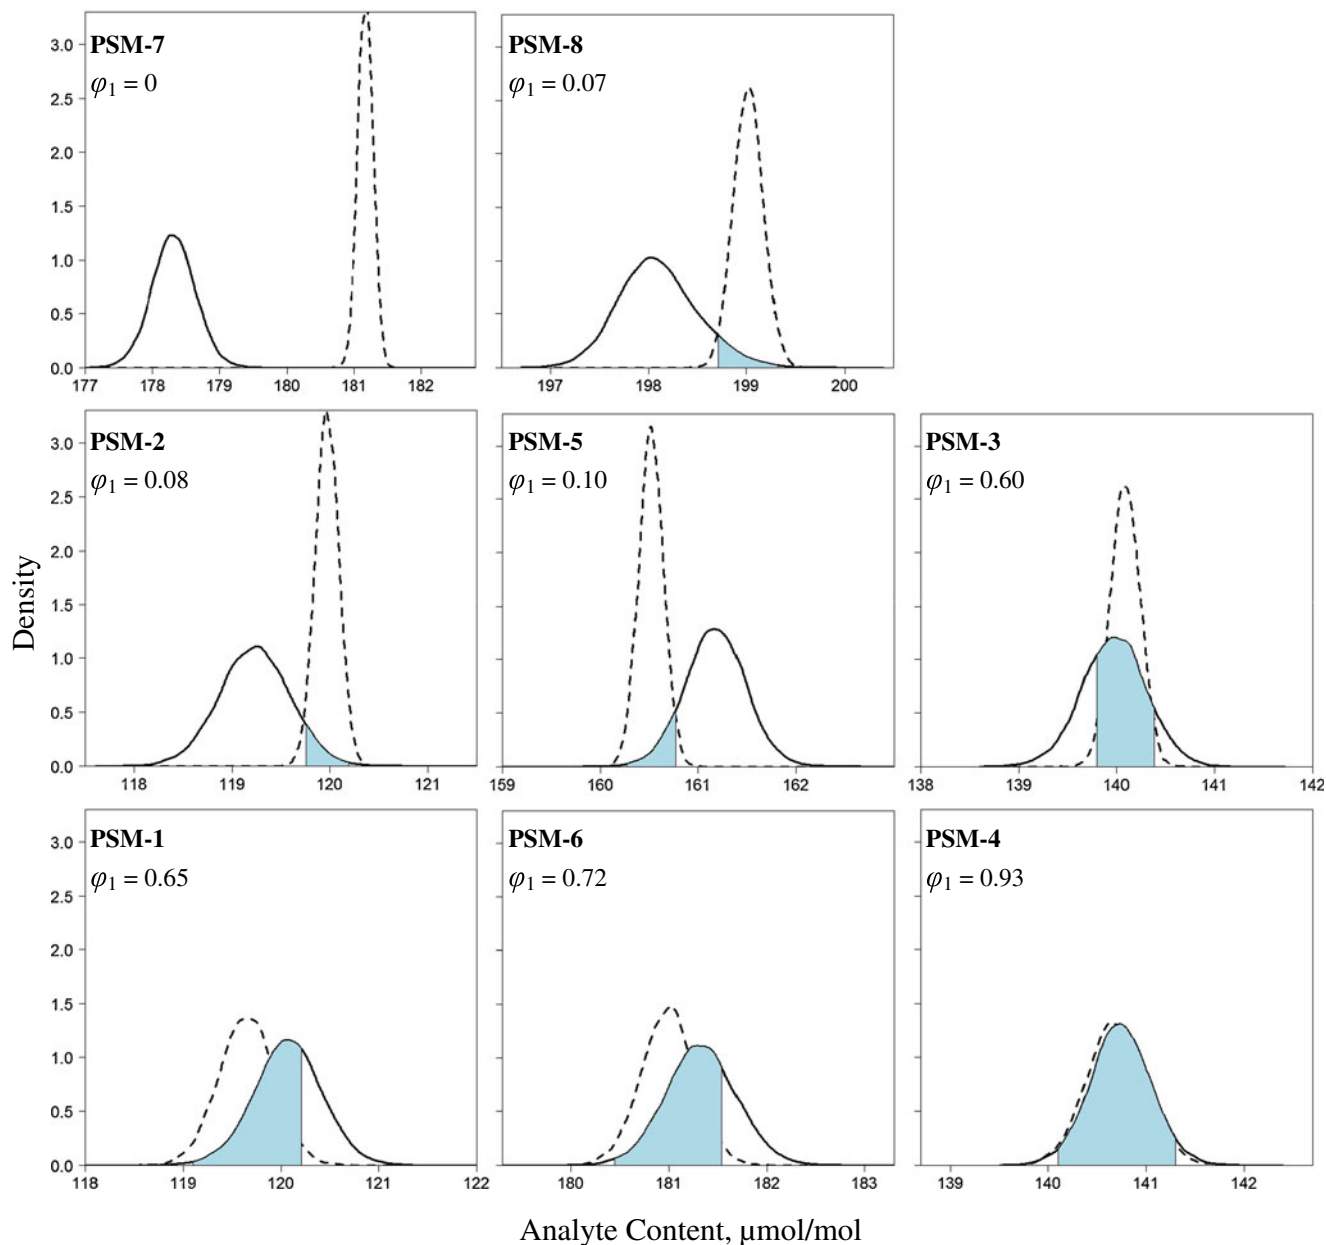 PSM-7
φ1 = 0
3.0
2.5
2.0
1.5
1.0
0.5
0.0
177 178 179 180 181 182
PSM-8
φ1 = 0.07
197 198 199 200
PSM-2
φ1 = 0.08
3.0
2.5
2.0
1.5
1.0
0.5
0.0
118 119 120 121
PSM-5
φ1 = 0.10
159 160 161 162
PSM-3
φ1 = 0.60
138 139 140 141 142
Density
PSM-1
φ1 = 0.65
3.0
2.5
2.0
1.5
1.0
0.5
0.0
118 119 120 121 122
PSM-6
φ1 = 0.72
180 181 182 183
PSM-4
φ1 = 0.93
139 140 141 142
Analyte Content, μmol/mol